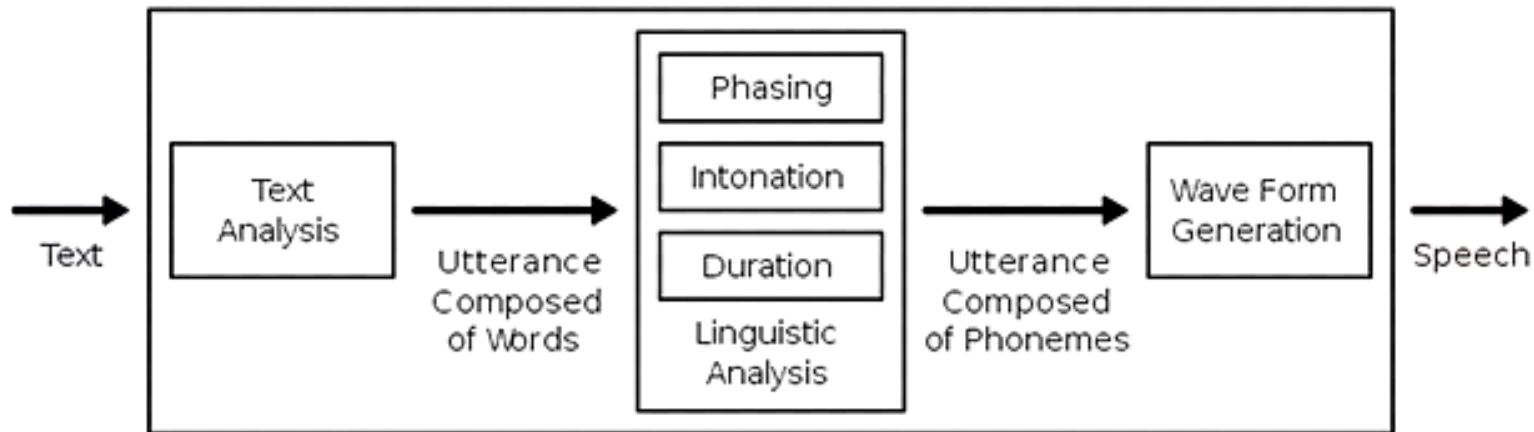 Text
Text
Analysis
Utterance
Composed
of Words
Phasing
Intonation
Duration
Linguistic
Analysis
Utterance
Composed
of Phonemes
Wave Form
Generation
Speech